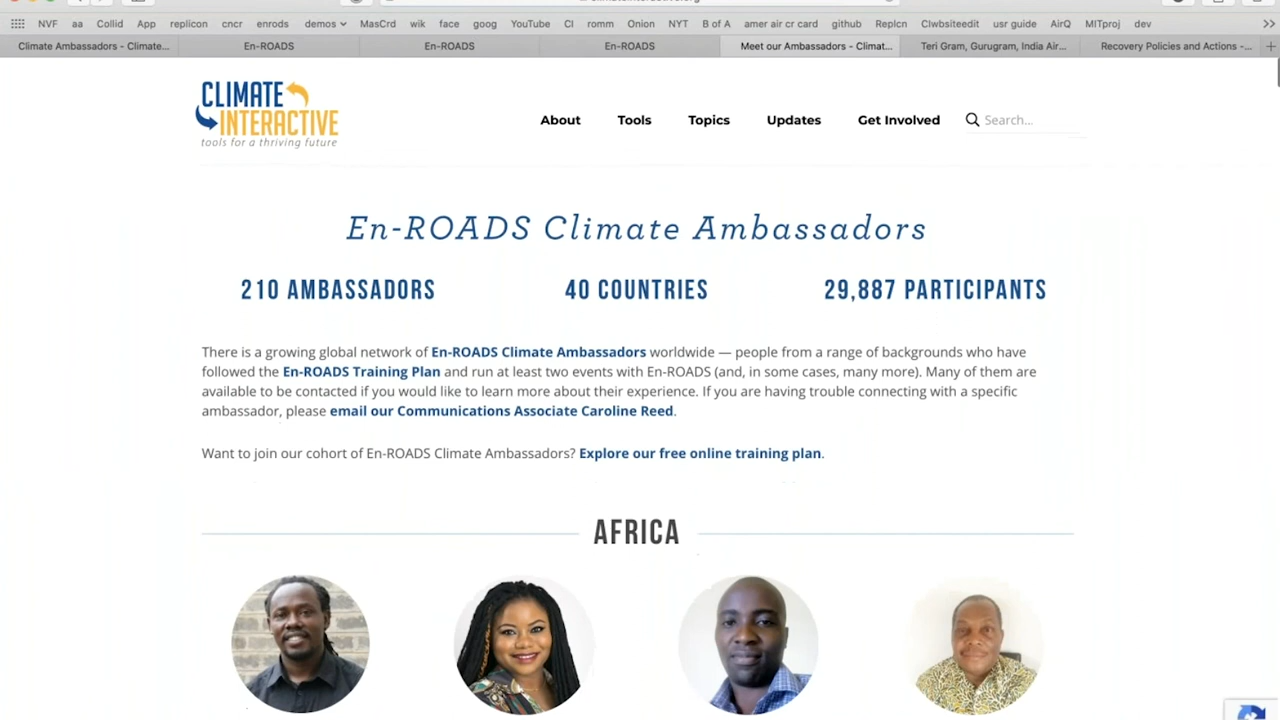 NVF aa Collid App replicon cncr enrods demos MasCrd wik face goog YouTube CI romm Onion NYT B of A amer air cr card github Replcn Clwbsiteedit usr guide AirQ MITproj dev
Climate Ambassadors - Climate... En-ROADS En-ROADS En-ROADS Meet our Ambassadors - Climat... Teri Gram, Gurugram, India Air... Recovery Policies and Actions -...
CLIMATE
INTERACTIVE
tools for a thriving future
About Tools Topics Updates Get Involved Search...
En-ROADS Climate Ambassadors
210 AMBASSADORS 40 COUNTRIES 29,887 PARTICIPANTS
There is a growing global network of En-ROADS Climate Ambassadors worldwide — people from a range of backgrounds who have
followed the En-ROADS Training Plan and run at least two events with En-ROADS (and, in some cases, many more). Many of them are
available to be contacted if you would like to learn more about their experience. If you are having trouble connecting with a specific
ambassador, please email our Communications Associate Caroline Reed.
Want to join our cohort of En-ROADS Climate Ambassadors? Explore our free online training plan.
AFRICA